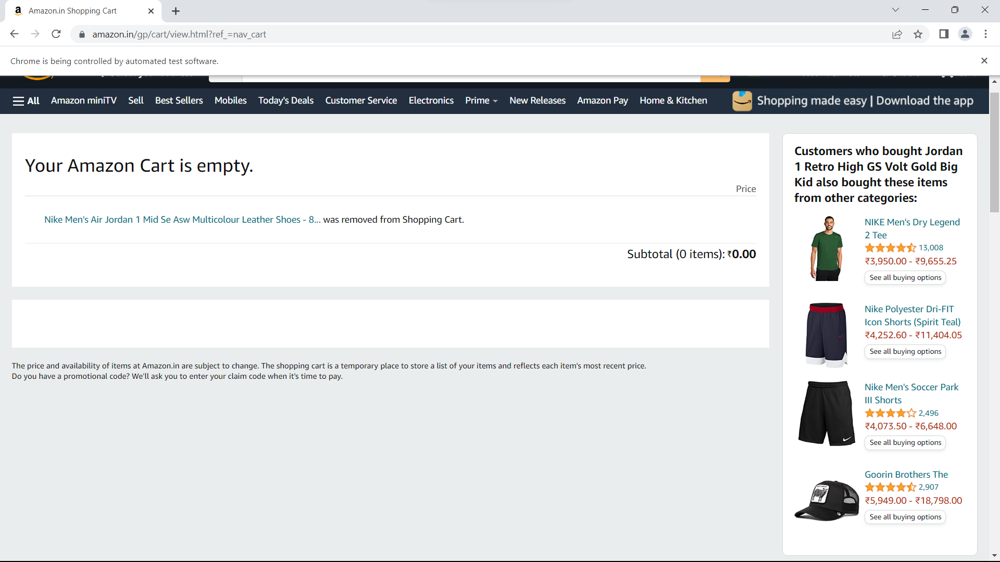 Amazon.in Shopping Cart
amazon.in/gp/cart/view.html?ref_=nav_cart
Chrome is being controlled by automated test software.
All Amazon miniTV Sell Best Sellers Mobiles Today's Deals Customer Service Electronics Prime New Releases Amazon Pay Home & Kitchen Shopping made easy | Download the app
Your Amazon Cart is empty.
Price
Nike Men's Air Jordan 1 Mid Se Asw Multicolour Leather Shoes - 8... was removed from Shopping Cart.
Subtotal (0 items): ₹0.00
The price and availability of items at Amazon.in are subject to change. The shopping cart is a temporary place to store a list of your items and reflects each item's most recent price.
Do you have a promotional code? We'll ask you to enter your claim code when it's time to pay.
Customers who bought Jordan
1 Retro High GS Volt Gold Big
Kid also bought these items
from other categories:
NIKE Men's Dry Legend
2 Tee
13,008
₹3,950.00 - ₹9,655.25
See all buying options
Nike Polyester Dri-FIT
Icon Shorts (Spirit Teal)
₹4,252.60 - ₹11,404.05
See all buying options
Nike Men's Soccer Park
III Shorts
2,496
₹4,073.50 - ₹6,648.00
See all buying options
Goorin Brothers The
2,907
₹5,949.00 - ₹18,798.00
See all buying options